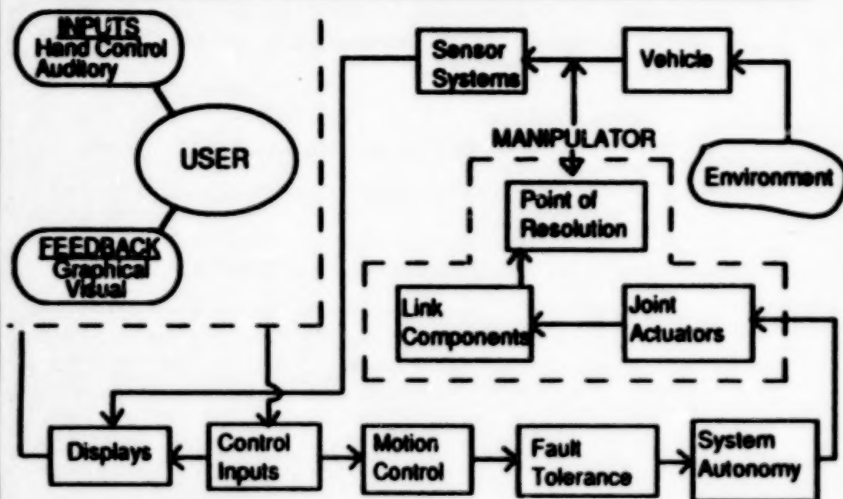 INPUTS
Hand Control
Auditory
USER
FEEDBACK
Graphical
Visual
Sensor
Systems
Vehicle
MANIPULATOR
Environment
Point of
Resolution
Link
Components
Joint
Actuators
Displays
Control
Inputs
Motion
Control
Fault
Tolerance
System
Autonomy